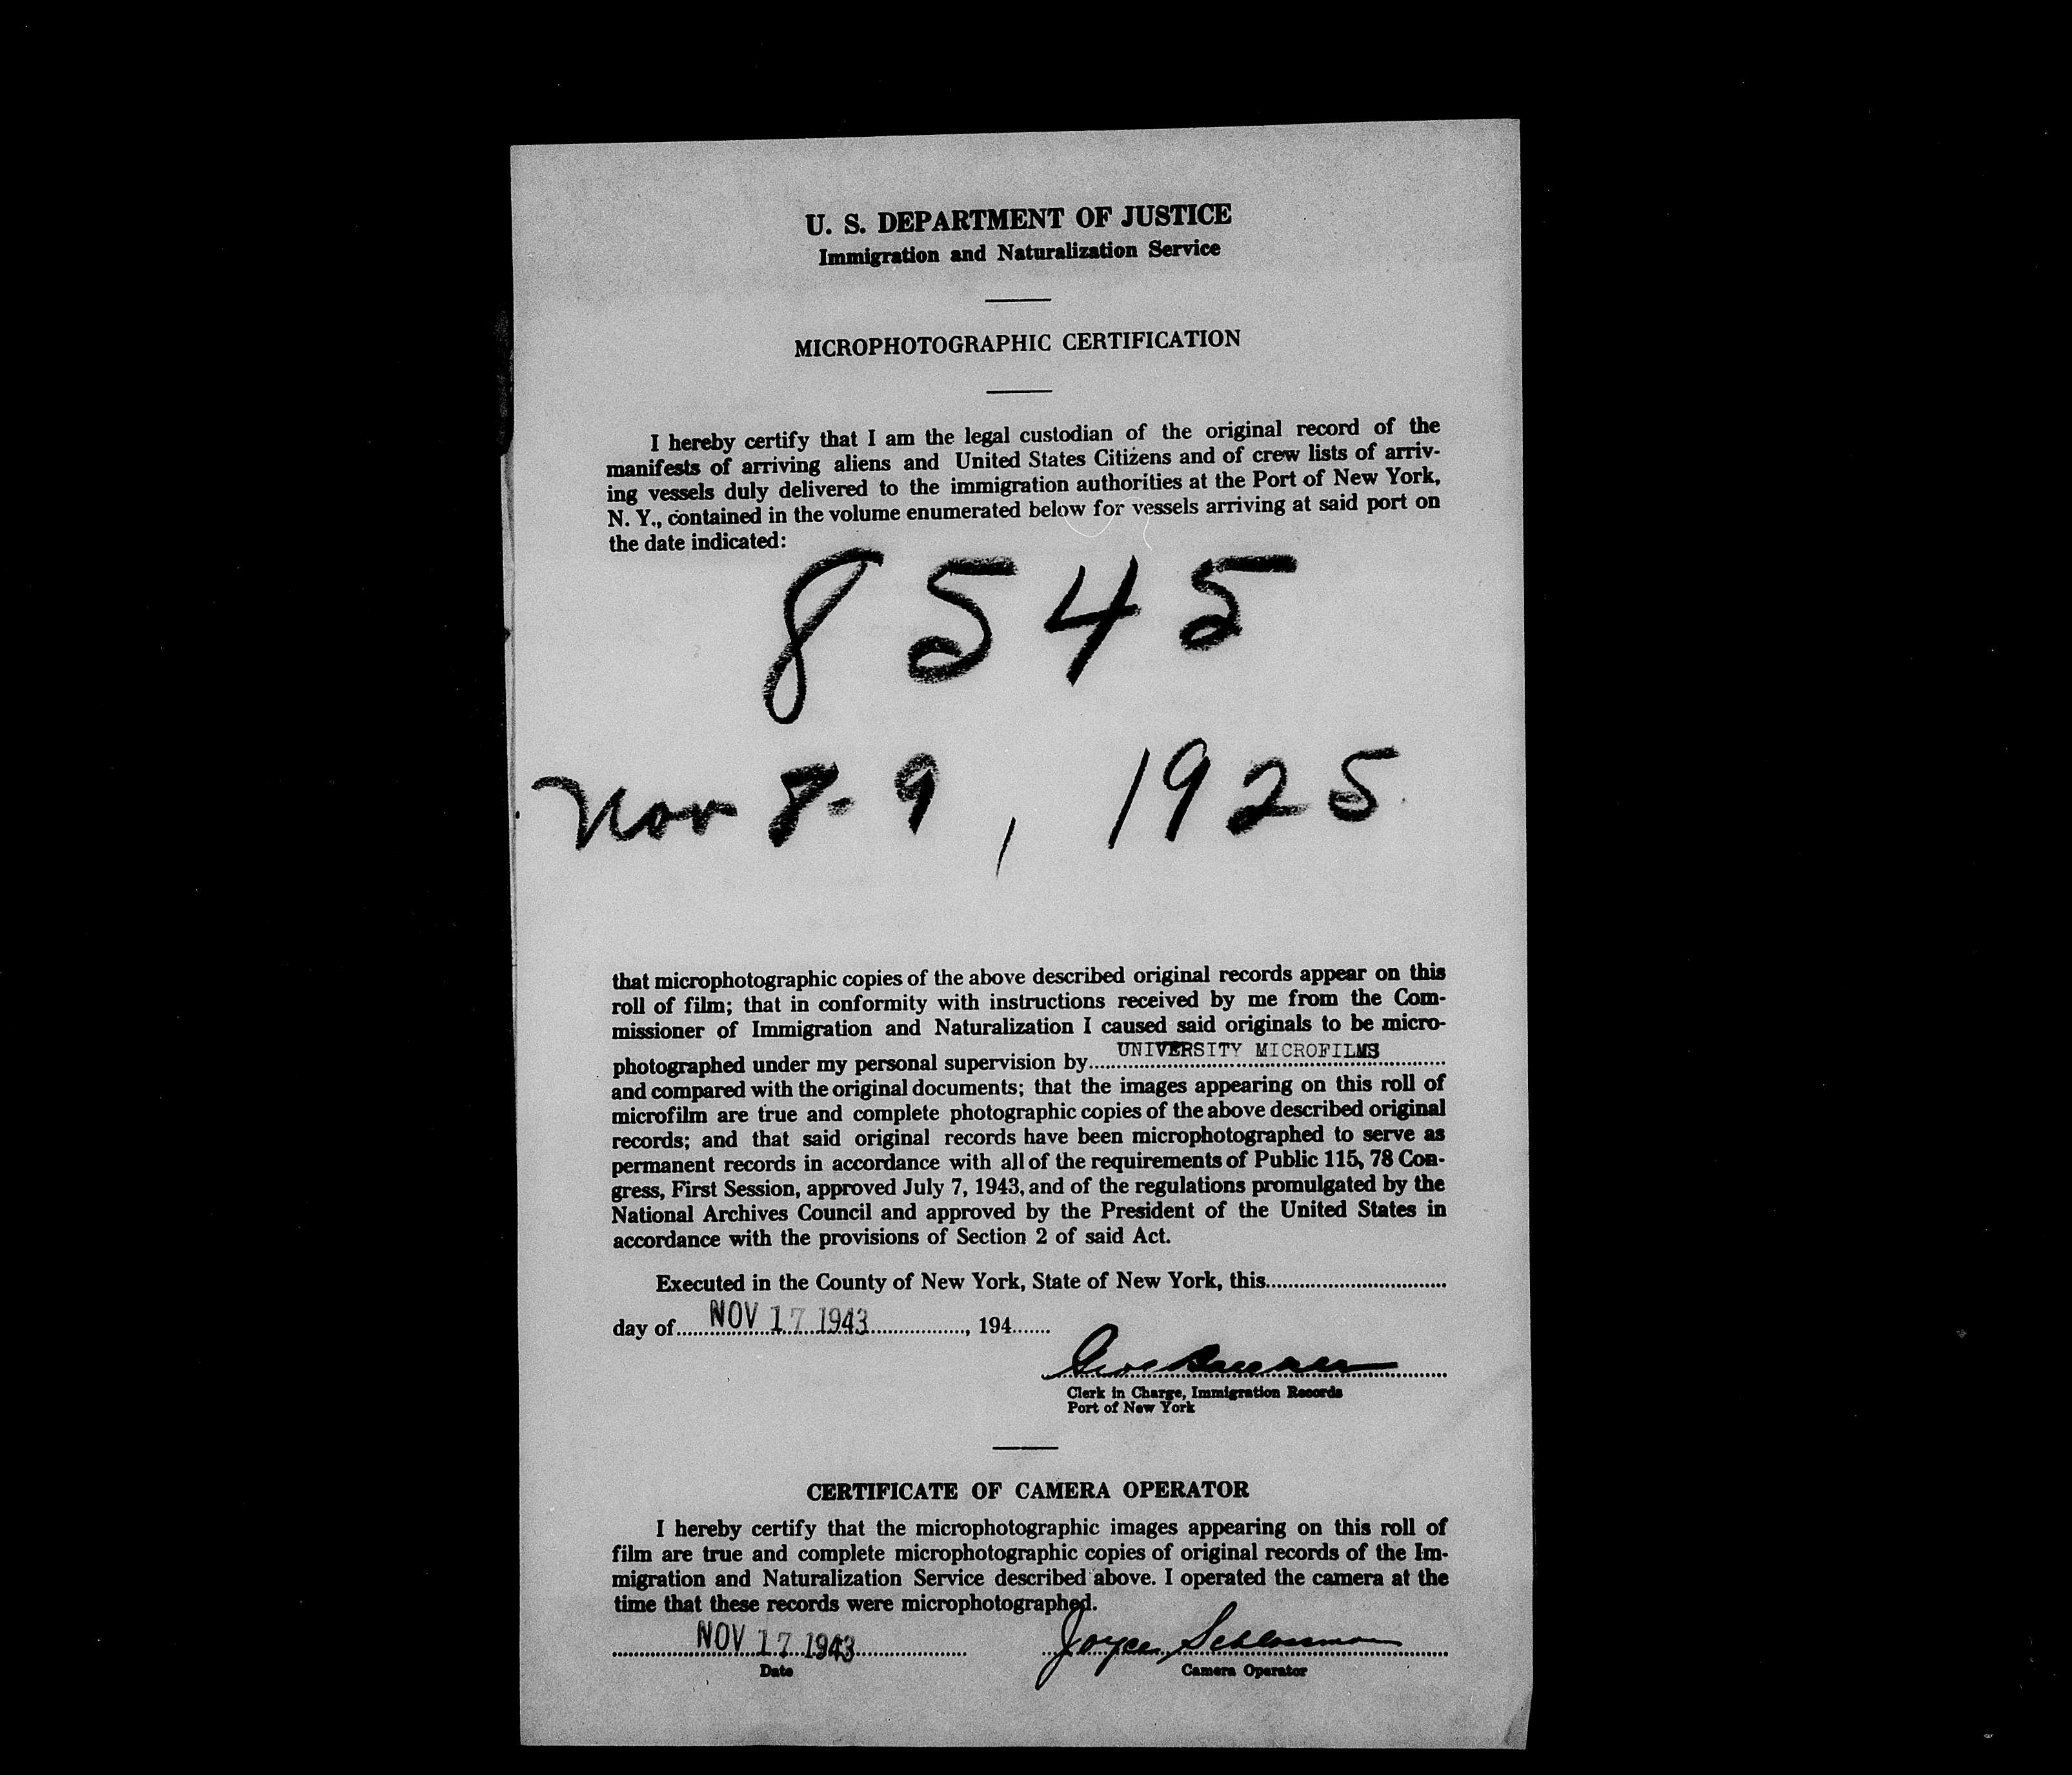 U. S. DEPARTMENT OF JUSTICE
Immigration and Naturalization Service
MICROPHOTOGRAPHIC CERTIFICATION
I hereby certify that I am the legal custodian of the original record of the
manifests of arriving aliens and United States Citizens and of crew lists of arriv-
ing vessels duly delivered to the immigration authorities at the Port of New York,
N. Y., contained in the volume enumerated below for vessels arriving at said port on
the date indicated:
8545
Nov 8-9, 1925
that microphotographic copies of the above described original records appear on this
roll of film; that in conformity with instructions received by me from the Com-
missioner of Immigration and Naturalization I caused said originals to be micro-
photographed under my personal supervision by UNIVERSITY MICROFILMS
and compared with the original documents; that the images appearing on this roll of
microfilm are true and complete photographic copies of the above described original
records; and that said original records have been microphotographed to serve as
permanent records in accordance with all of the requirements of Public 115, 78 Con-
gress, First Session, approved July 7, 1943, and of the regulations promulgated by the
National Archives Council and approved by the President of the United States in
accordance with the provisions of Section 2 of said Act.
Executed in the County of New York, State of New York, this
day of NOV 17 1943, 194
Clerk in Charge, Immigration Records
Port of New York
CERTIFICATE OF CAMERA OPERATOR
I hereby certify that the microphotographic images appearing on this roll of
film are true and complete microphotographic copies of original records of the Im-
migration and Naturalization Service described above. I operated the camera at the
time that these records were microphotographed.
NOV 17 1943 Joyce Schlossman
Date Camera Operator